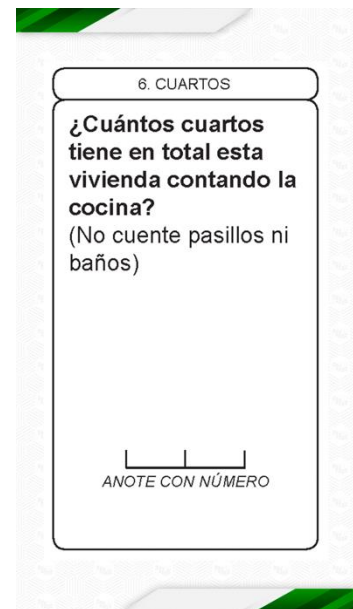 6. CUARTOS
¿Cuántos cuartos
tiene en total esta
vivienda contando la
cocina?
(No cuente pasillos ni
baños)
ANOTE CON NÚMERO